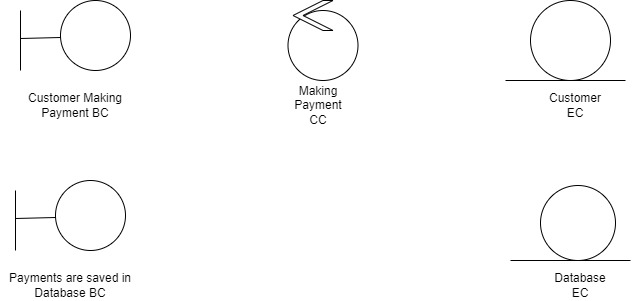 Customer Making
Payment BC
Making
Payment
CC
Customer
EC
Payments are saved in
Database BC
Database
EC